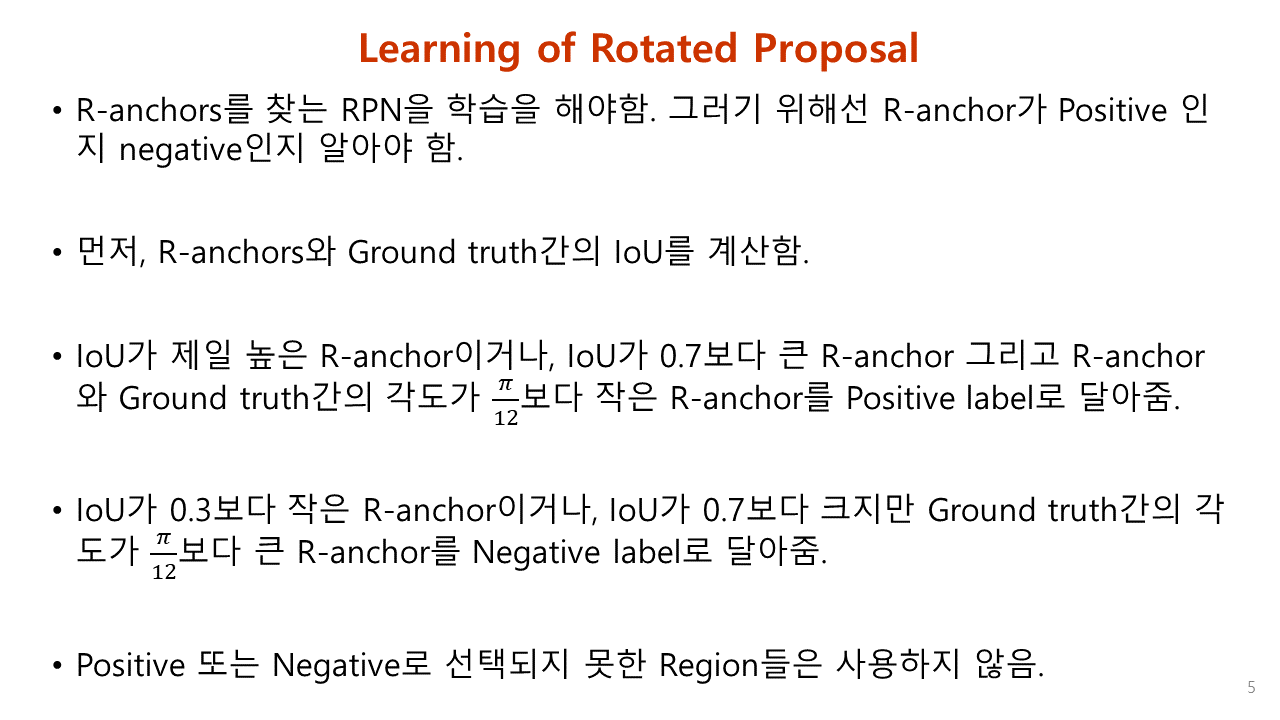 Learning of Rotated Proposal
• R-anchors를 찾는 RPN을 학습을 해야함. 그러기 위해선 R-anchor가 Positive 인
지 negative인지 알아야 함.
• 먼저, R-anchors와 Ground truth간의 IoU를 계산함.
• IoU가 제일 높은 R-anchor이거나, IoU가 0.7보다 큰 R-anchor 그리고 R-anchor
와 Ground truth간의 각도가 π/12보다 작은 R-anchor를 Positive label로 달아줌.
• IoU가 0.3보다 작은 R-anchor이거나, IoU가 0.7보다 크지만 Ground truth간의 각
도가 π/12보다 큰 R-anchor를 Negative label로 달아줌.
• Positive 또는 Negative로 선택되지 못한 Region들은 사용하지 않음.
5